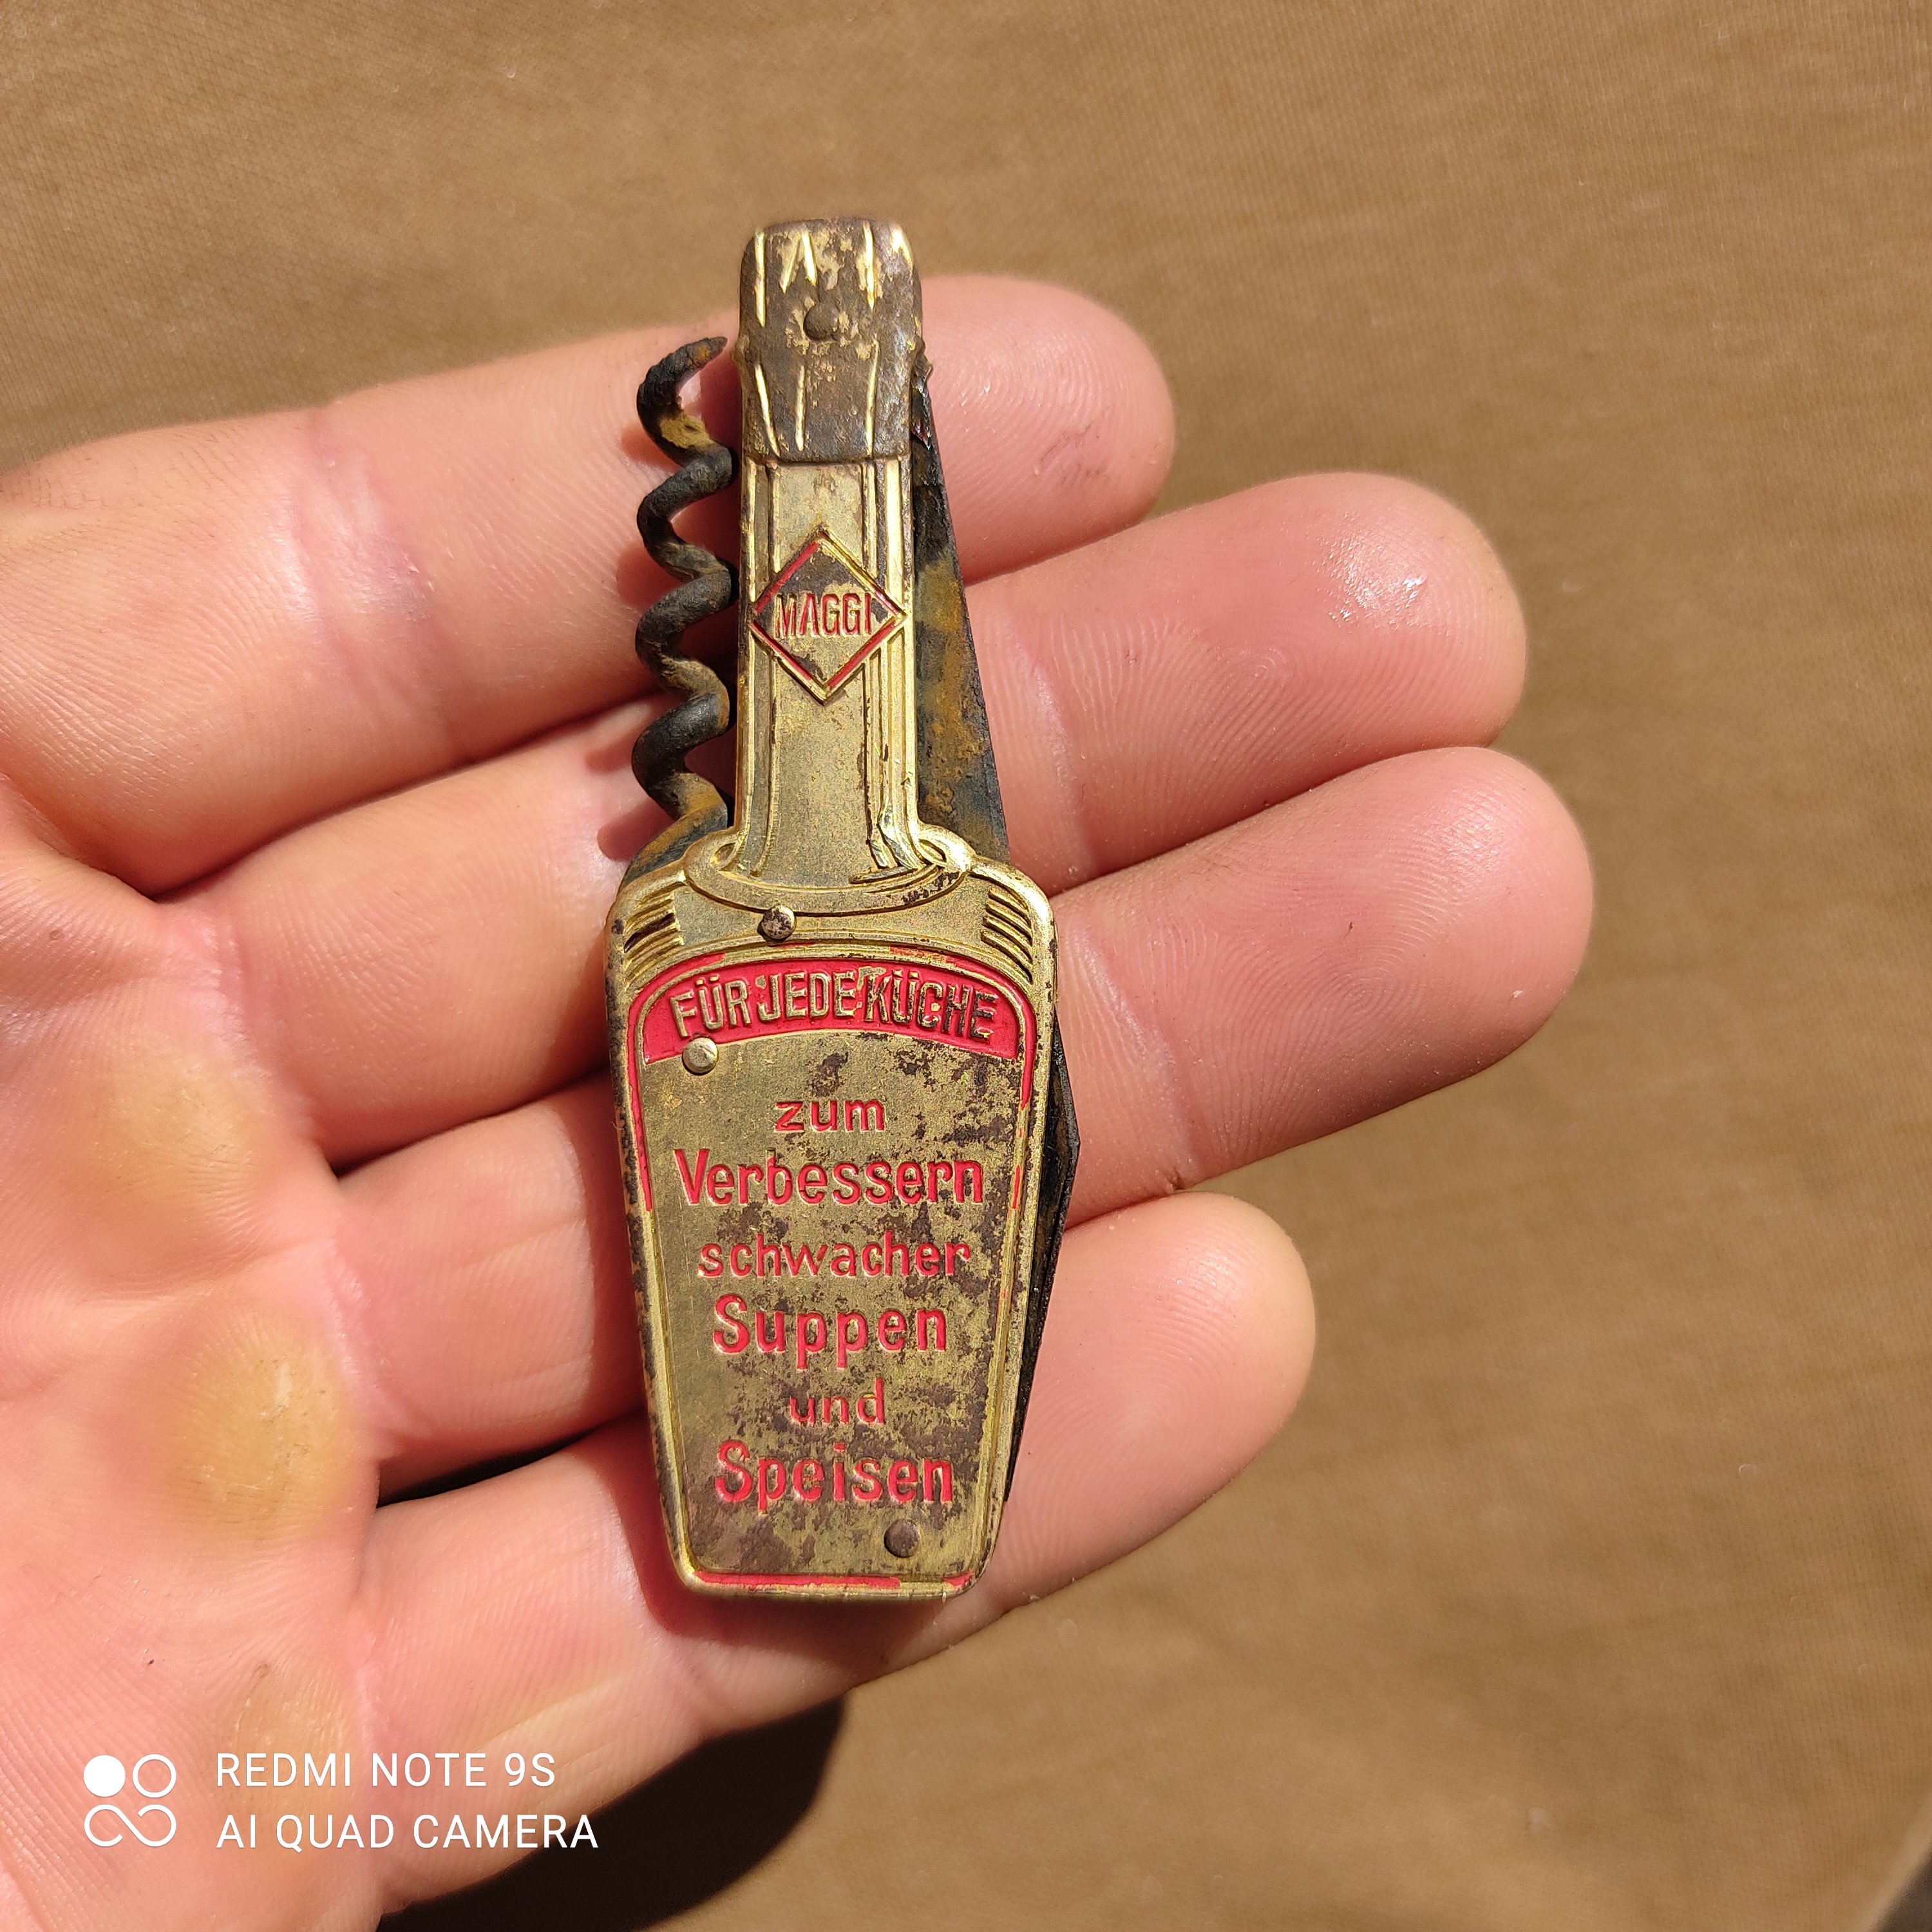 MAGGI
FÜR JEDE KÜCHE
zum
Verbessern
schwacher
Suppen
und
Speisen
REDMI NOTE 9S
AI QUAD CAMERA